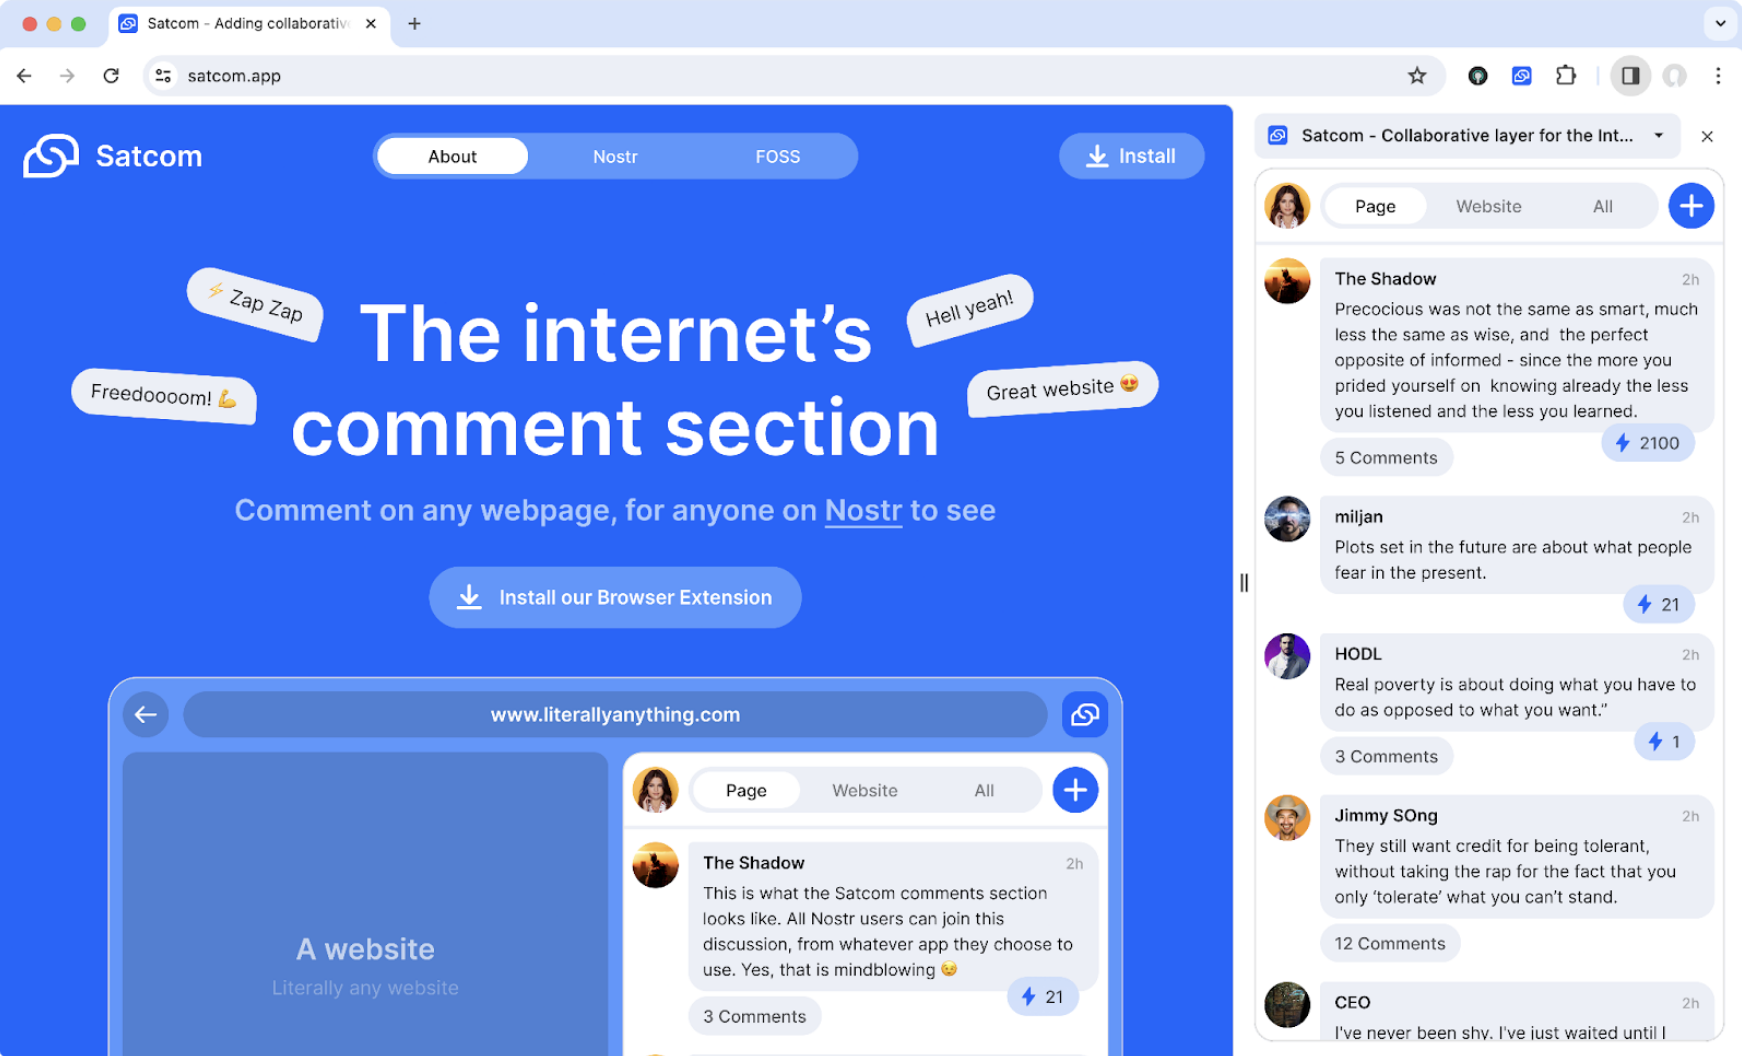 Satcom - Adding collaborativ
satcom.app
Satcom
About
Nostr
FOSS
Install
⚡ Zap Zap
Freedoooom! 💪
Hell yeah!
Great website 😍
The internet’s
comment section
Comment on any webpage, for anyone on Nostr to see
Install our Browser Extension
www.literallyanything.com
A website
Literally any website
Page
Website
All
The Shadow
2h
This is what the Satcom comments section
looks like. All Nostr users can join this
discussion, from whatever app they choose to
use. Yes, that is mindblowing 😉
21
3 Comments
Satcom - Collaborative layer for the Int...
Page
Website
All
The Shadow
2h
Precocious was not the same as smart, much
less the same as wise, and  the perfect
opposite of informed - since the more you
prided yourself on  knowing already the less
you listened and the less you learned.
2100
5 Comments
miljan
2h
Plots set in the future are about what people
fear in the present.
21
HODL
2h
Real poverty is about doing what you have to
do as opposed to what you want.”
1
3 Comments
Jimmy SOng
2h
They still want credit for being tolerant,
without taking the rap for the fact that you
only ‘tolerate’ what you can’t stand.
12 Comments
CEO
2h
I've never been shy. I've just waited until I